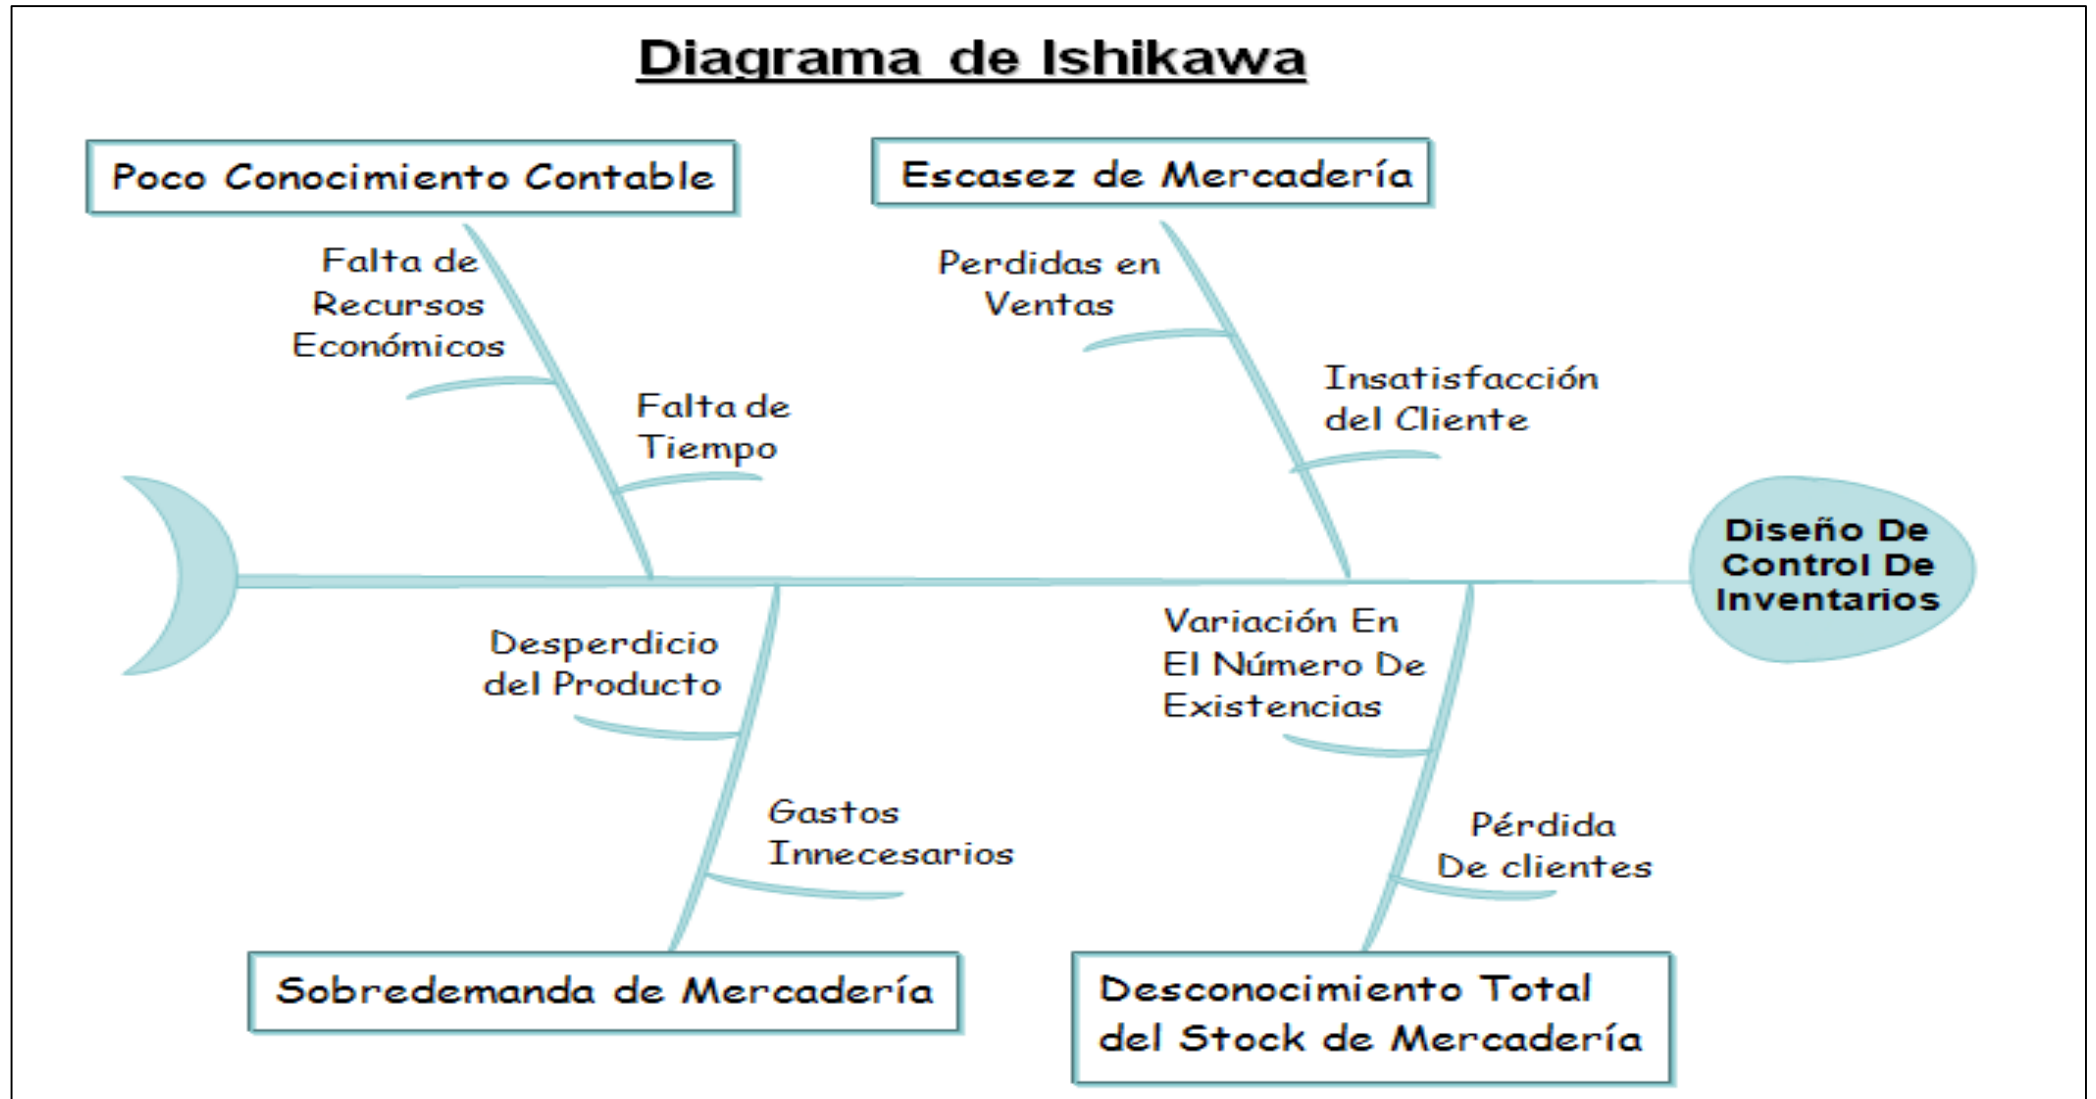 Diagrama de Ishikawa
Poco Conocimiento Contable
Escasez de Mercadería
Falta de
Recursos
Económicos
Falta de
Tiempo
Perdidas en
Ventas
Insatisfacción
del Cliente
Diseño De
Control De
Inventarios
Desperdicio
del Producto
Gastos
Innecesarios
Variación En
El Número De
Existencias
Pérdida
De clientes
Sobredemanda de Mercadería
Desconocimiento Total
del Stock de Mercadería